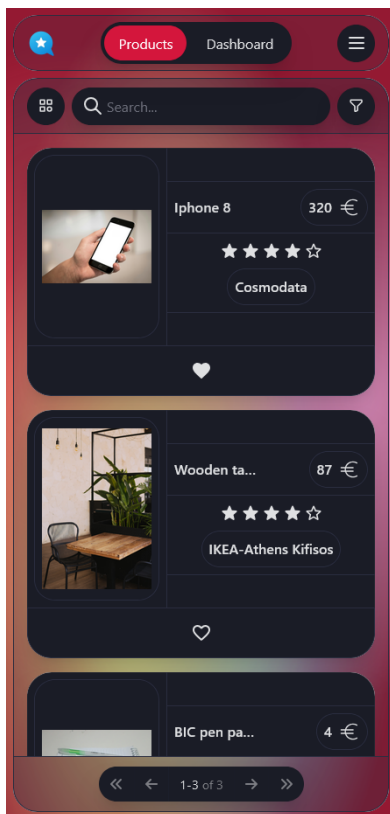 Products Dashboard
Search...
Iphone 8 320 €
Cosmodata
Wooden ta... 87 €
IKEA-Athens Kifisos
BIC pen pa... 4 €
1-3 of 3